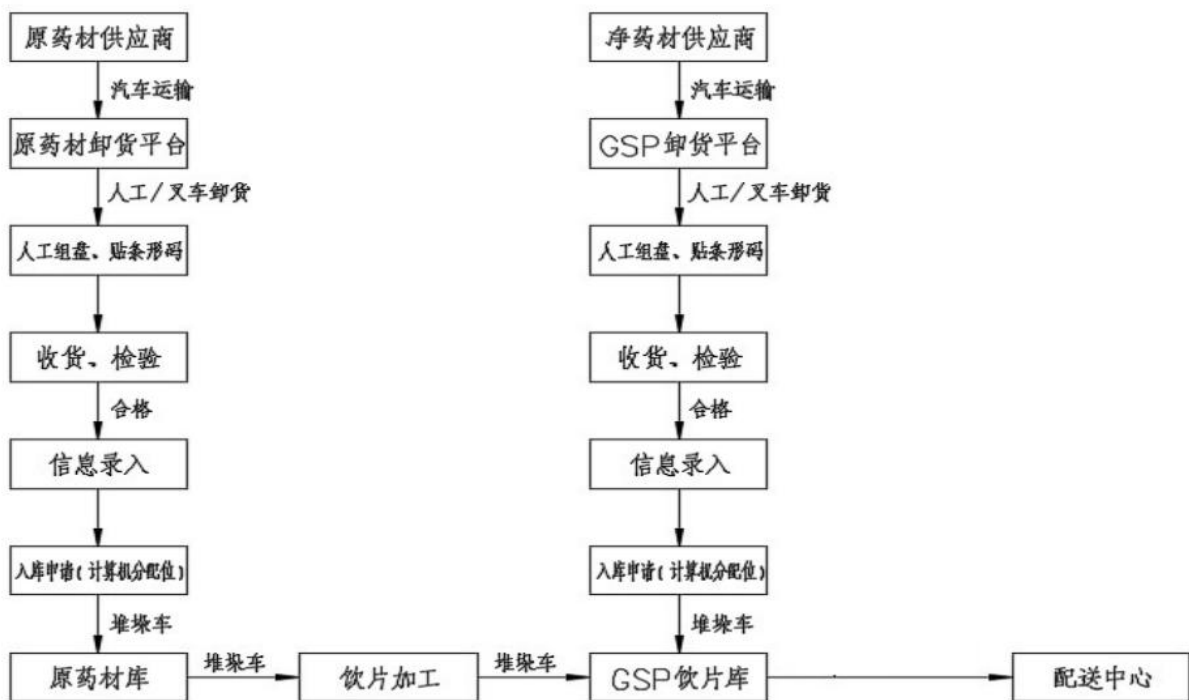 原药材供应商
净药材供应商
汽车运输
汽车运输
原药材卸货平台
GSP卸货平台
人工/叉车卸货
人工/叉车卸货
人工组盘、贴条形码
人工组盘、贴条形码
收货、检验
收货、检验
合格
合格
信息录入
信息录入
入库申请(计算机分配位)
入库申请(计算机分配位)
堆垛车
堆垛车
原药材库
堆垛车
饮片加工
堆垛车
GSP饮片库
配送中心